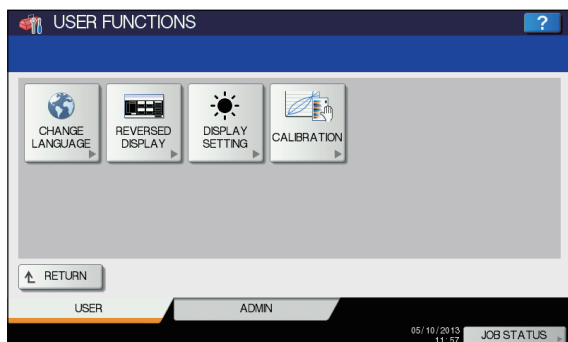 USER FUNCTIONS
?
CHANGE
LANGUAGE
REVERSED
DISPLAY
DISPLAY
SETTING
CALIBRATION
RETURN
USER
ADMIN
05/10/2013
11:57
JOB STATUS